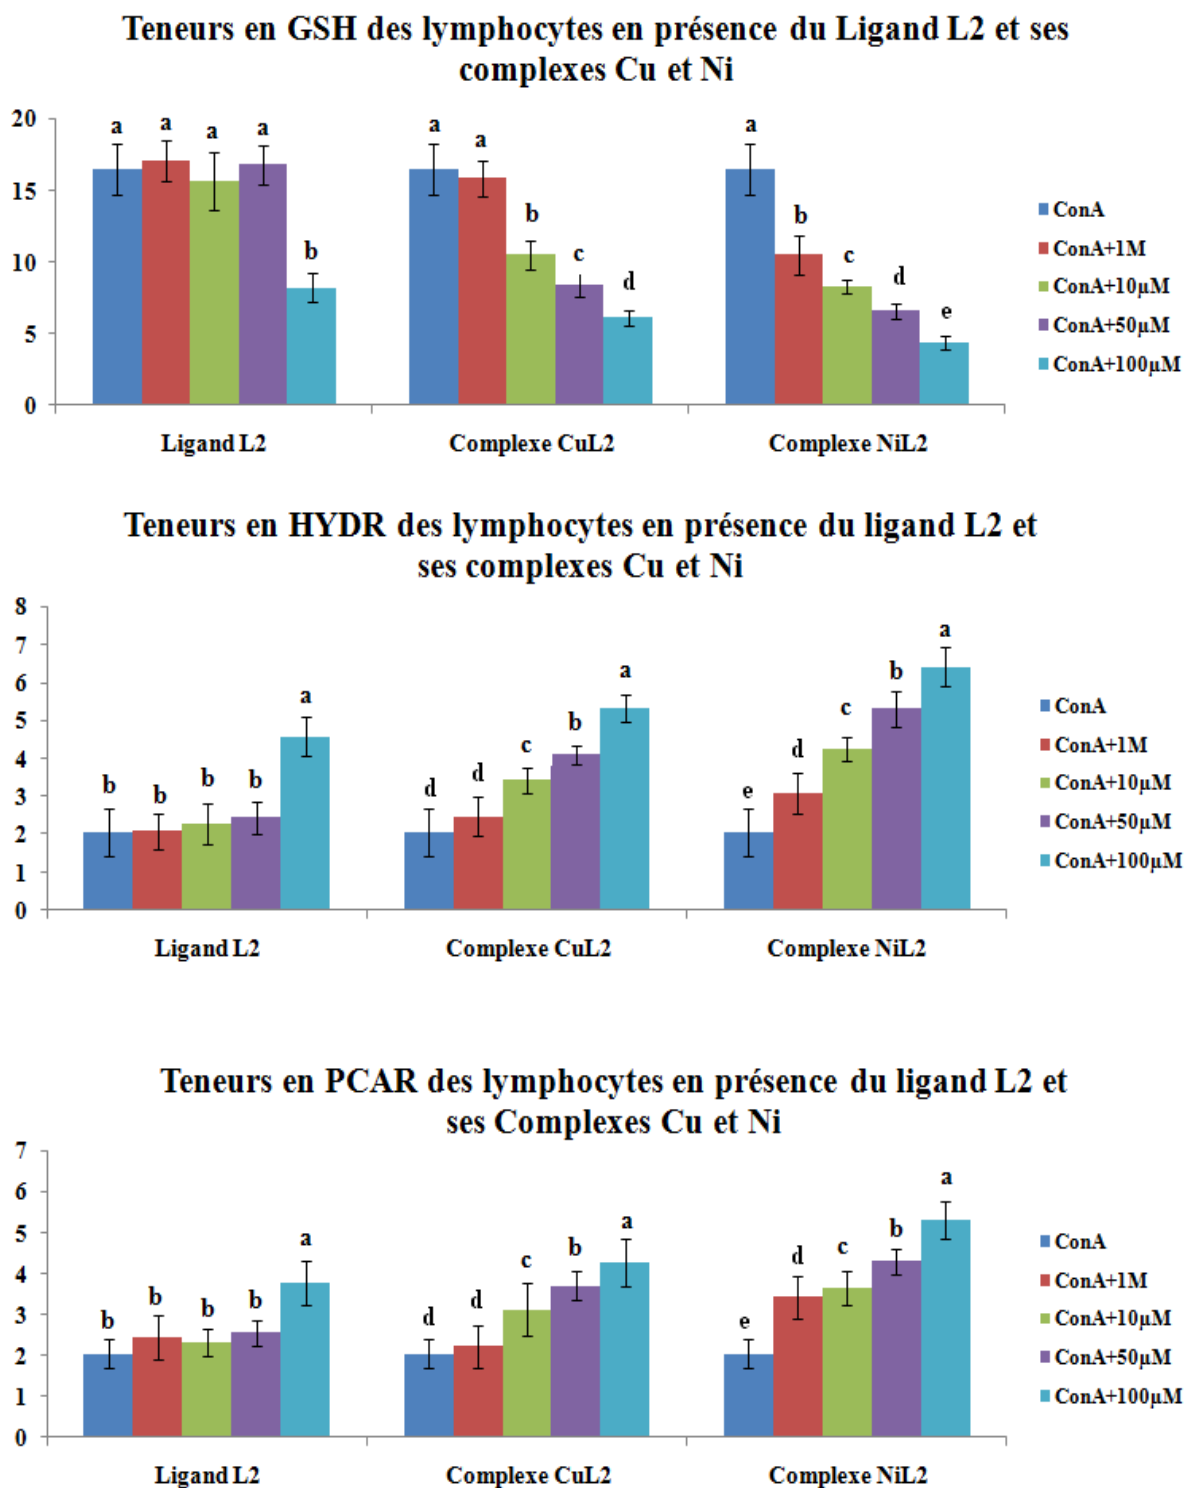 Teneurs en GSH des lymphocytes en présence du Ligand L2 et ses
complexes Cu et Ni
20
15
10
5
0
a
a
a
a
b
a
a
b
c
d
a
b
c
d
e
Ligand L2
Complexe CuL2
Complexe NiL2
ConA
ConA+1M
ConA+10µM
ConA+50µM
ConA+100µM
Teneurs en HYDR des lymphocytes en présence du ligand L2 et
ses complexes Cu et Ni
8
7
6
5
4
3
2
1
0
b
b
b
b
a
d
d
c
b
a
e
d
c
b
a
Ligand L2
Complexe CuL2
Complexe NiL2
ConA
ConA+1M
ConA+10µM
ConA+50µM
ConA+100µM
Teneurs en PCAR des lymphocytes en présence du ligand L2 et
ses Complexes Cu et Ni
7
6
5
4
3
2
1
0
b
b
b
b
a
d
d
c
b
a
e
d
c
b
a
Ligand L2
Complexe CuL2
Complexe NiL2
ConA
ConA+1M
ConA+10µM
ConA+50µM
ConA+100µM